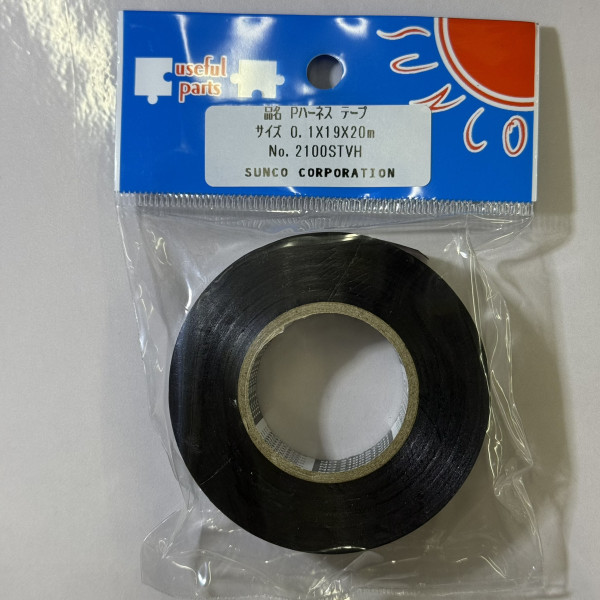 useful
parts
SUNCO
品名 Pハーネス テープ
サイズ 0.1X19X20m
No.2100STVH
SUNCO CORPORATION